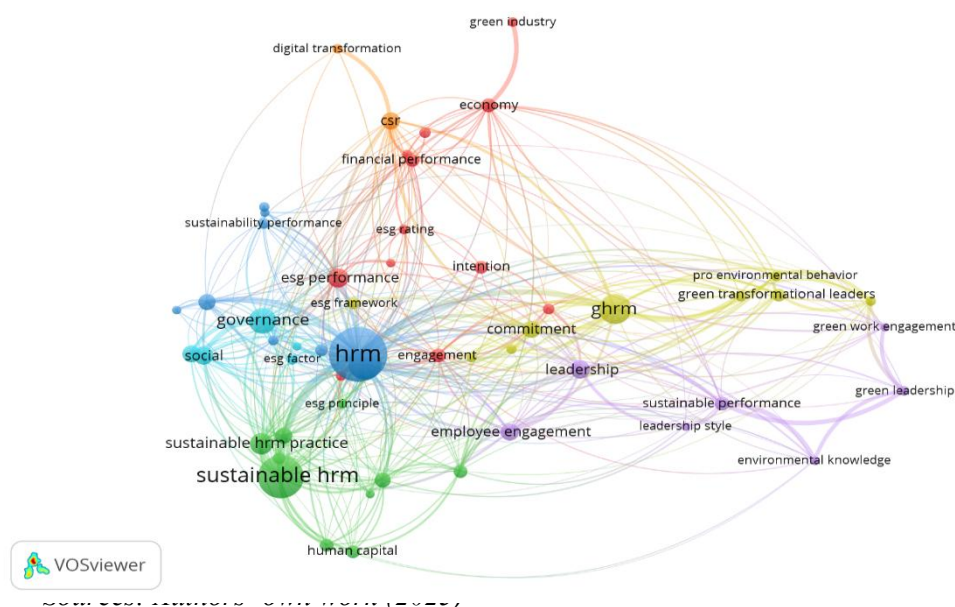 green industry
digital transformation
economy
csr
financial performance
sustainability performance
esg rating
intention
esg performance
pro environmental behavior
green transformational leaders
esg framework
ghrm
governance
commitment
green work engagement
hrm
social
esg factor
engagement
leadership
green leadership
esg principle
sustainable performance
leadership style
employee engagement
sustainable hrm practice
environmental knowledge
sustainable hrm
human capital
VOSviewer